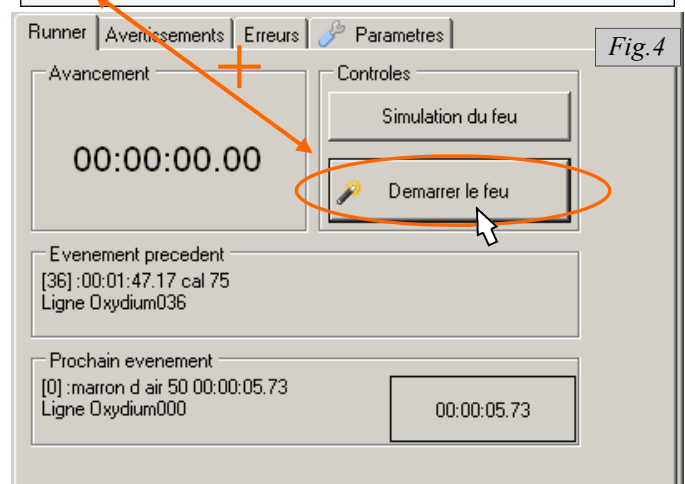 Runner Avertissements Erreurs Parametres
Fig.4
Avancement
00:00:00.00
Controles
Simulation du feu
Demarrer le feu
Evenement precedent
[36] :00:01:47.17 cal 75
Ligne Oxydium036
Prochain evenement
[0] :marron d air 50 00:00:05.73
Ligne Oxydium000
00:00:05.73